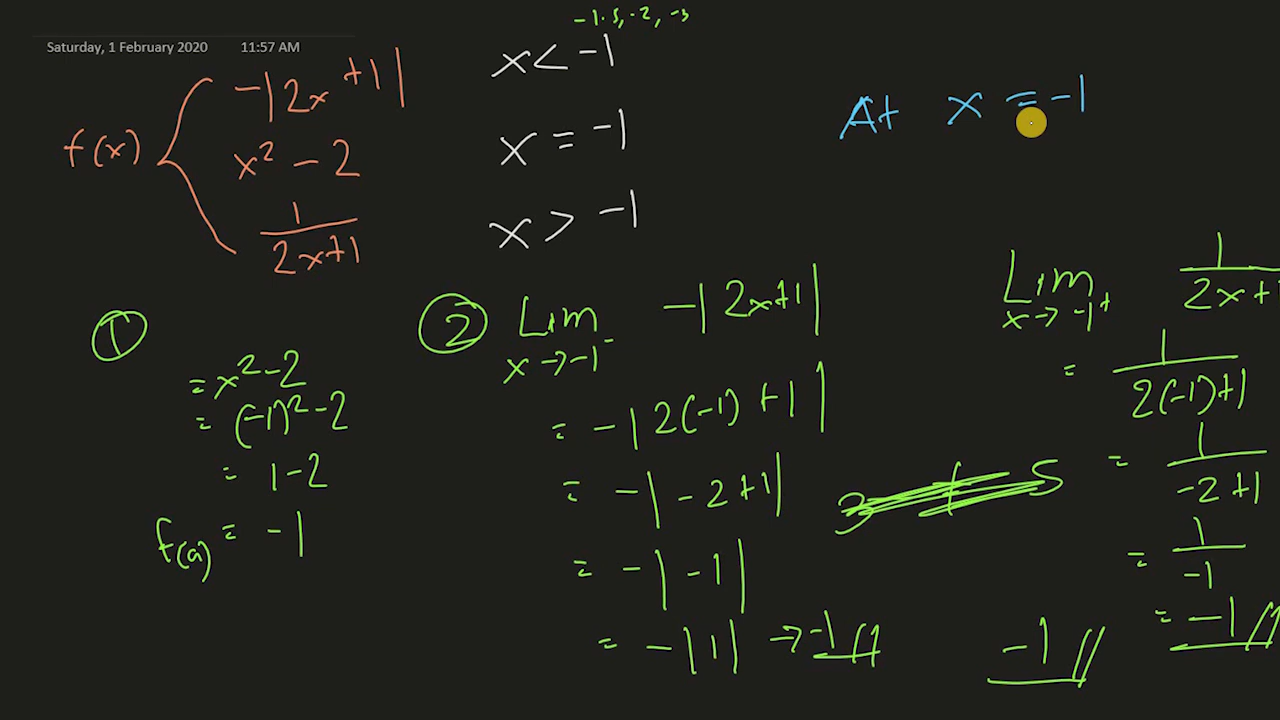 Saturday, 1 February 2020 11:57 AM
-1.5, -2, -3
f(x) { -|2x+1| x < -1
x² - 2 x = -1
1/(2x+1) x > -1
At x = -1
①
= x² - 2
= (-1)² - 2
= 1 - 2
f(a) = -1
② Lim x → -1⁻ -|2x+1|
= -|2(-1) + 1|
= -|-2+1|
= -|-1|
= -|1| → -1 //
Lim x → -1⁺ 1/(2x+
= 1/(2(-1)+1)
= 1/(-2+1)
= 1/-1
= -1 //
-1 //